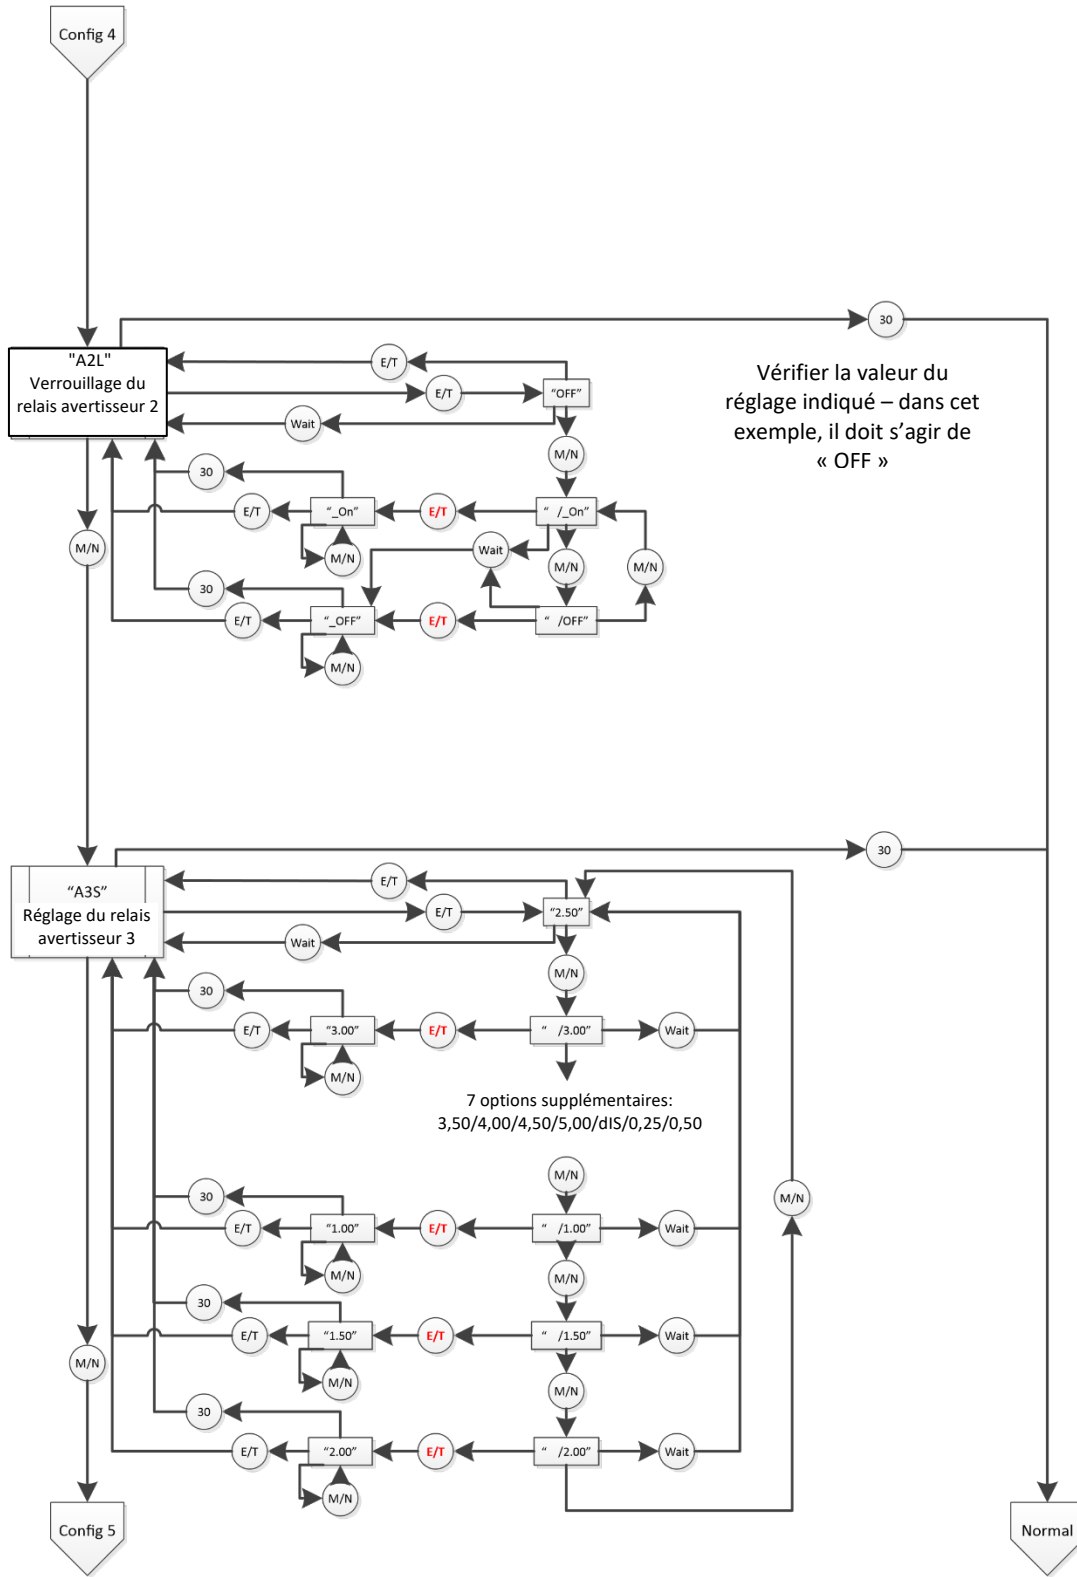 Config 4
30
"A2L"
Verrouillage du
relais avertisseur 2
E/T
E/T
"OFF"
Wait
Vérifier la valeur du
réglage indiqué – dans cet
exemple, il doit s’agir de
« OFF »
M/N
30
E/T
“_On”
E/T
“ /_On”
M/N
M/N
Wait
M/N
M/N
30
E/T
“_OFF”
E/T
“ /OFF”
M/N
30
“A3S”
Réglage du relais
avertisseur 3
E/T
E/T
“2.50”
Wait
M/N
30
E/T
“3.00”
E/T
“ /3.00”
Wait
M/N
7 options supplémentaires:
3,50/4,00/4,50/5,00/dIS/0,25/0,50
M/N
30
M/N
E/T
“1.00”
E/T
“ /1.00”
Wait
M/N
M/N
30
E/T
“1.50”
E/T
“ /1.50”
Wait
M/N
M/N
M/N
30
E/T
“2.00”
E/T
“ /2.00”
Wait
M/N
Config 5
Normal